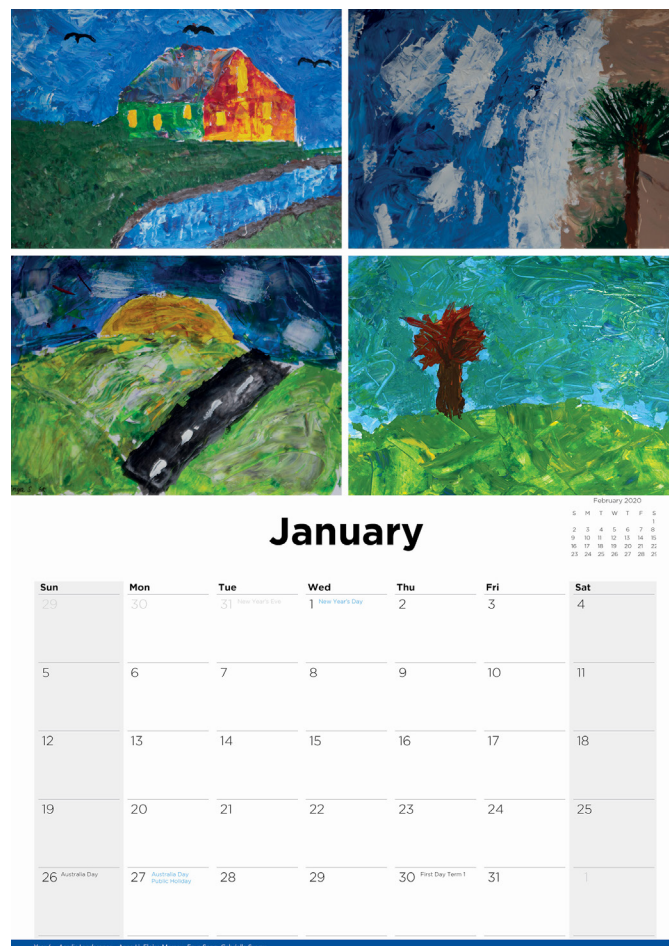 February 2020
S M T W T F S
1
2 3 4 5 6 7 8
9 10 11 12 13 14 15
16 17 18 19 20 21 22
23 24 25 26 27 28 29
January
Sun Mon Tue Wed Thu Fri Sat
29 30 31 New Year's Eve 1 New Year's Day 2 3 4
5 6 7 8 9 10 11
12 13 14 15 16 17 18
19 20 21 22 23 24 25
26 Australia Day 27 Australia Day 28 29 30 First Day Term 1 31 1
Public Holiday